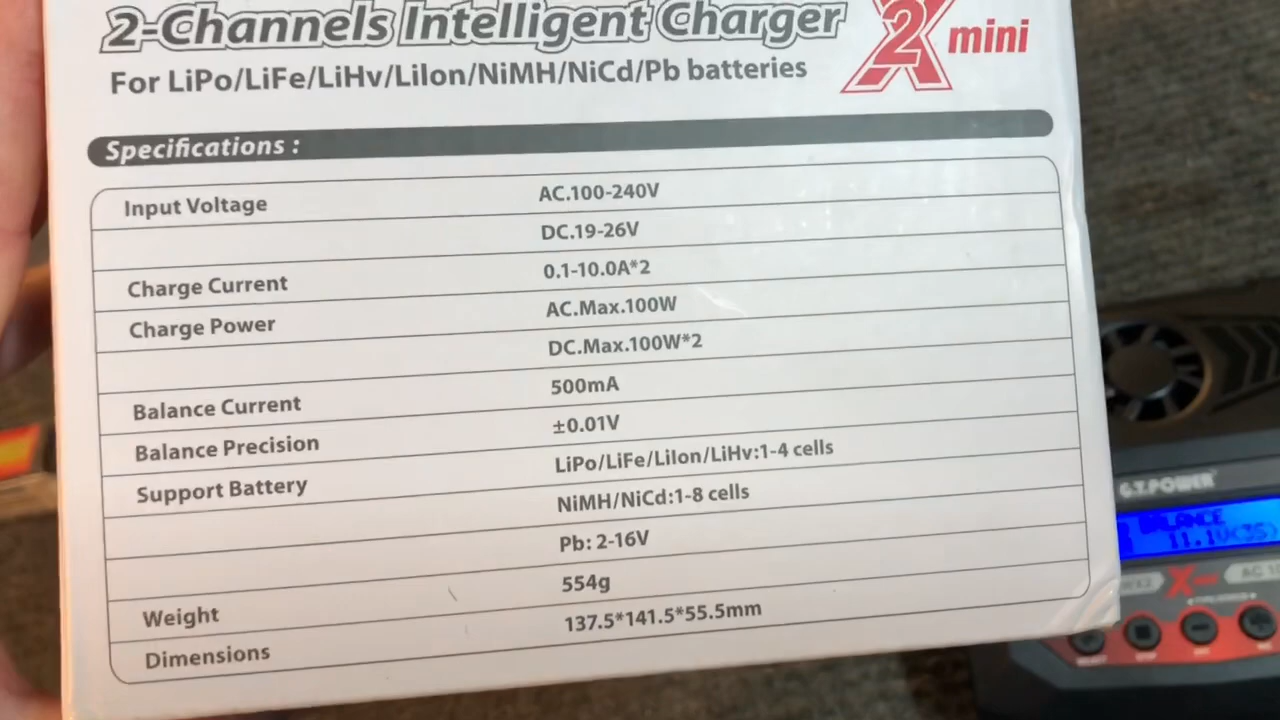 2-Channels Intelligent Charger X2 mini
For LiPo/LiFe/LiHv/LiIon/NiMH/NiCd/Pb batteries
Specifications :
Input Voltage AC.100-240V
DC.19-26V
Charge Current 0.1-10.0A*2
Charge Power AC.Max.100W
DC.Max.100W*2
Balance Current 500mA
Balance Precision ±0.01V
Support Battery LiPo/LiFe/LiIon/LiHv:1-4 cells
NiMH/NiCd:1-8 cells
Pb: 2-16V
Weight 554g
Dimensions 137.5*141.5*55.5mm
G.T.POWER
BALANCE
11.1V(3S)